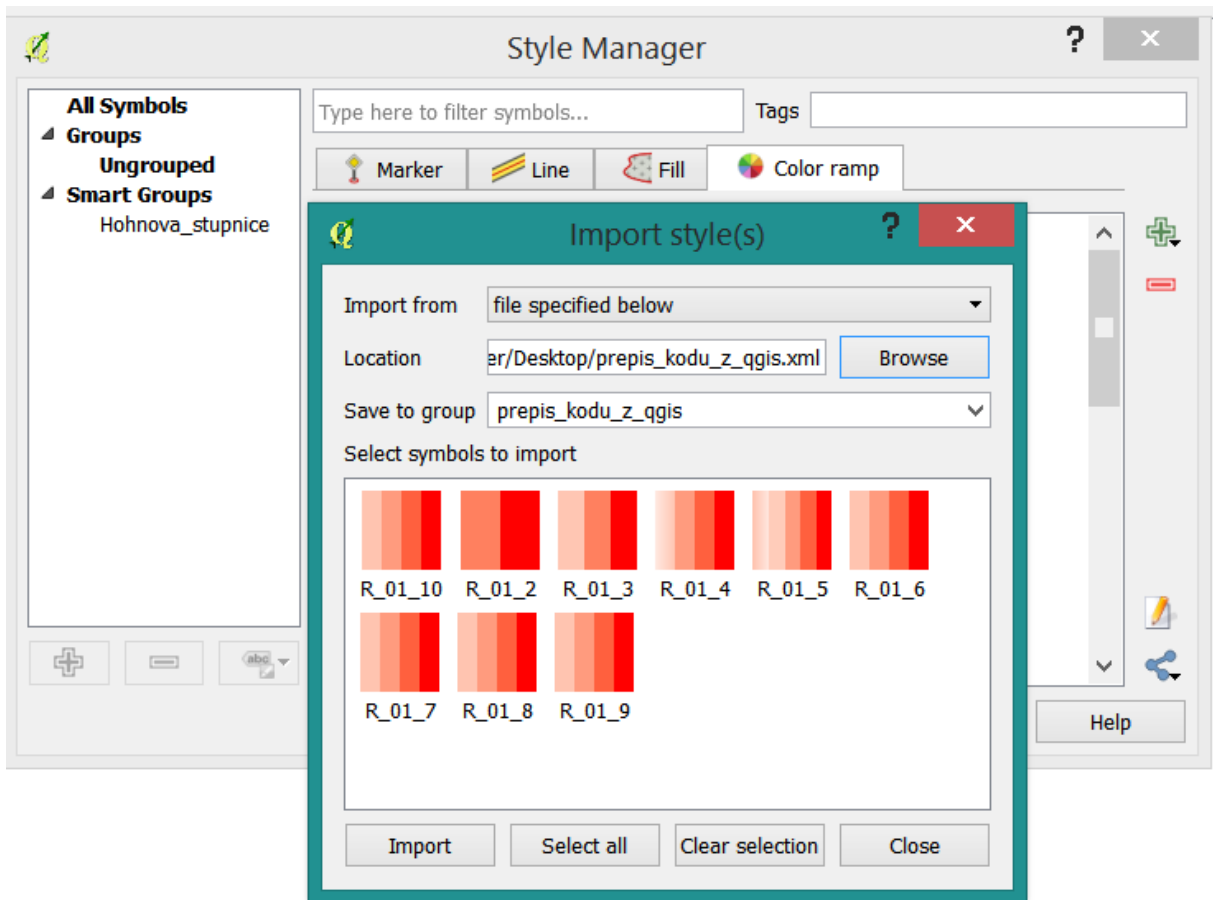 Style Manager
?
All Symbols
Groups
Ungrouped
Smart Groups
Hohnova_stupnice
Type here to filter symbols...
Tags
Marker
Line
Fill
Color ramp
Import style(s)
?
Import from
file specified below
Location
er/Desktop/prepis_kodu_z_qgis.xml
Browse
Save to group
prepis_kodu_z_qgis
Select symbols to import
R_01_10 R_01_2 R_01_3 R_01_4 R_01_5 R_01_6
R_01_7 R_01_8 R_01_9
Import
Select all
Clear selection
Close
abc
Help